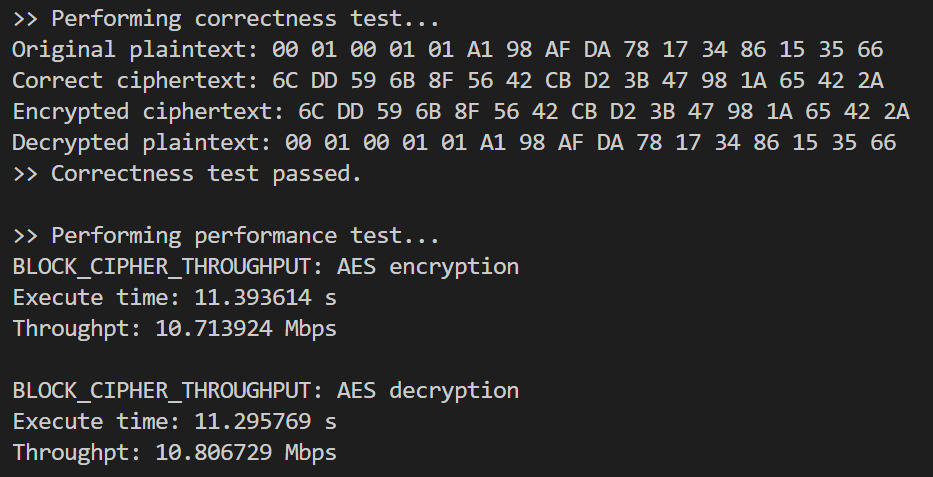 >> Performing correctness test...
Original plaintext: 00 01 00 01 01 A1 98 AF DA 78 17 34 86 15 35 66
Correct ciphertext: 6C DD 59 6B 8F 56 42 CB D2 3B 47 98 1A 65 42 2A
Encrypted ciphertext: 6C DD 59 6B 8F 56 42 CB D2 3B 47 98 1A 65 42 2A
Decrypted plaintext: 00 01 00 01 01 A1 98 AF DA 78 17 34 86 15 35 66
>> Correctness test passed.
>> Performing performance test...
BLOCK_CIPHER_THROUGHPUT: AES encryption
Execute time: 11.393614 s
Throughpt: 10.713924 Mbps
BLOCK_CIPHER_THROUGHPUT: AES decryption
Execute time: 11.295769 s
Throughpt: 10.806729 Mbps